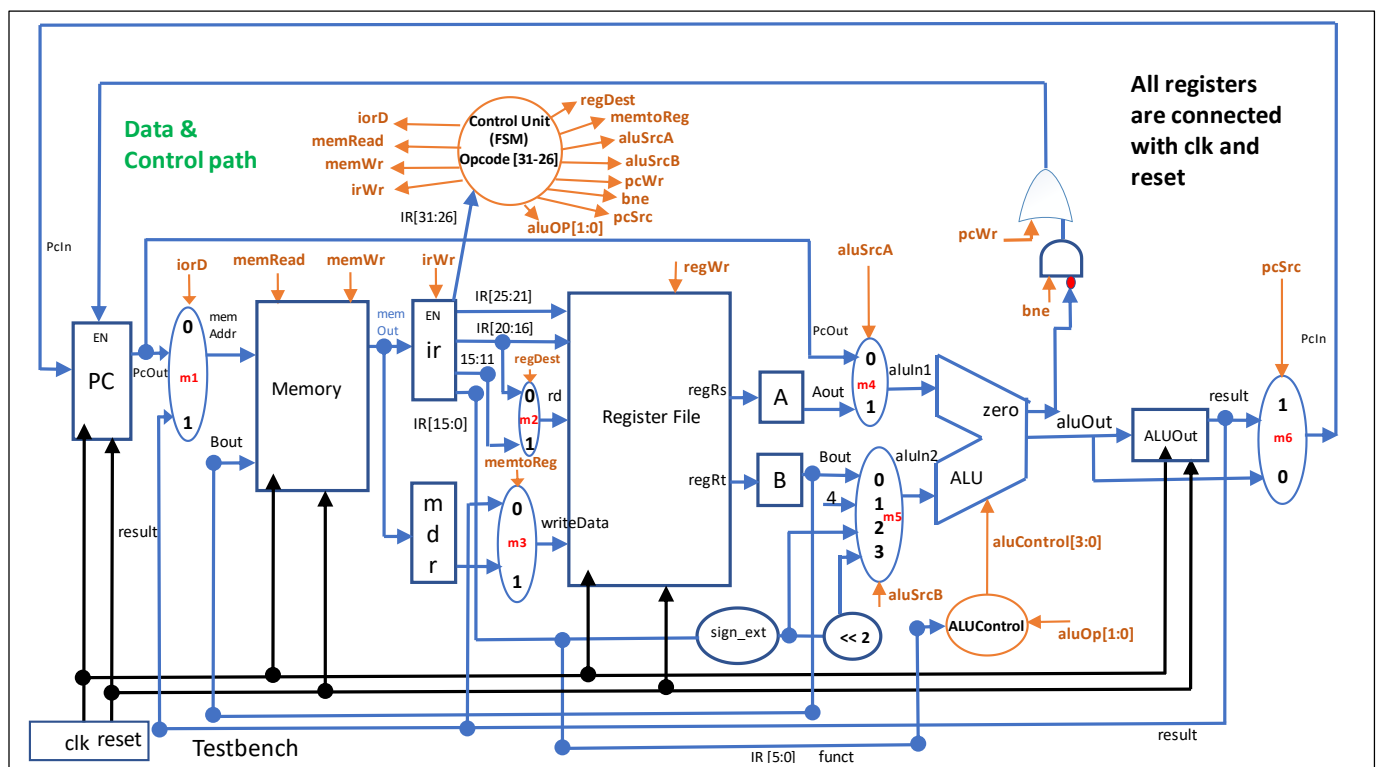 All registers
are connected
with clk and
reset
Data &
Control path
Control Unit
(FSM)
Opcode [31-26]
iorD
memRead
memWr
irWr
regDest
memtoReg
aluSrcA
aluSrcB
pcWr
bne
pcSrc
aluOP[1:0]
IR[31:26]
PcIn
iorD
memRead
memWr
irWr
regWr
aluSrcA
pcWr
bne
pcSrc
PcIn
EN
PC
PcOut
0
m1
1
mem
Addr
Memory
mem
Out
EN
ir
IR[25:21]
IR[20:16]
15:11
IR[15:0]
regDest
0
m2
1
rd
memtoReg
0
m3
1
writeData
m
d
r
Register File
regRs
regRt
A
B
PcOut
Aout
0
m4
1
aluIn1
Bout
4
0
1
2
3
m5
aluIn2
aluSrcB
zero
ALU
aluOut
ALUOut
result
1
m6
0
aluControl[3:0]
ALUControl
aluOp[1:0]
sign_ext
<< 2
Bout
result
clk
reset
Testbench
IR [5:0]
funct
result